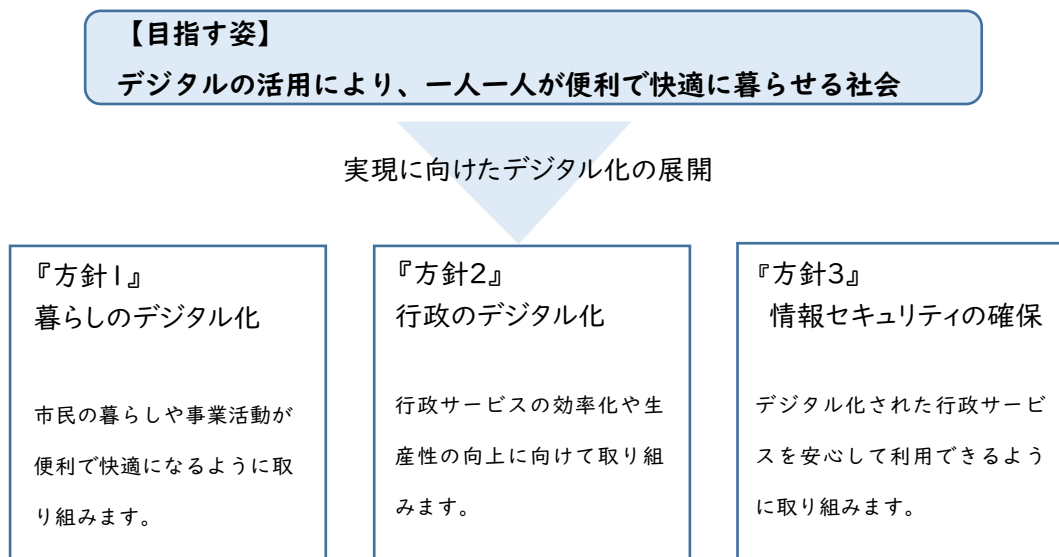 【目指す姿】
デジタルの活用により、一人一人が便利で快適に暮らせる社会
実現に向けたデジタル化の展開
『方針1』
暮らしのデジタル化
市民の暮らしや事業活動が
便利で快適になるように取
り組みます。
『方針2』
行政のデジタル化
行政サービスの効率化や生
産性の向上に向けて取り組
みます。
『方針3』
情報セキュリティの確保
デジタル化された行政サービ
スを安心して利用できるよう
に取り組みます。